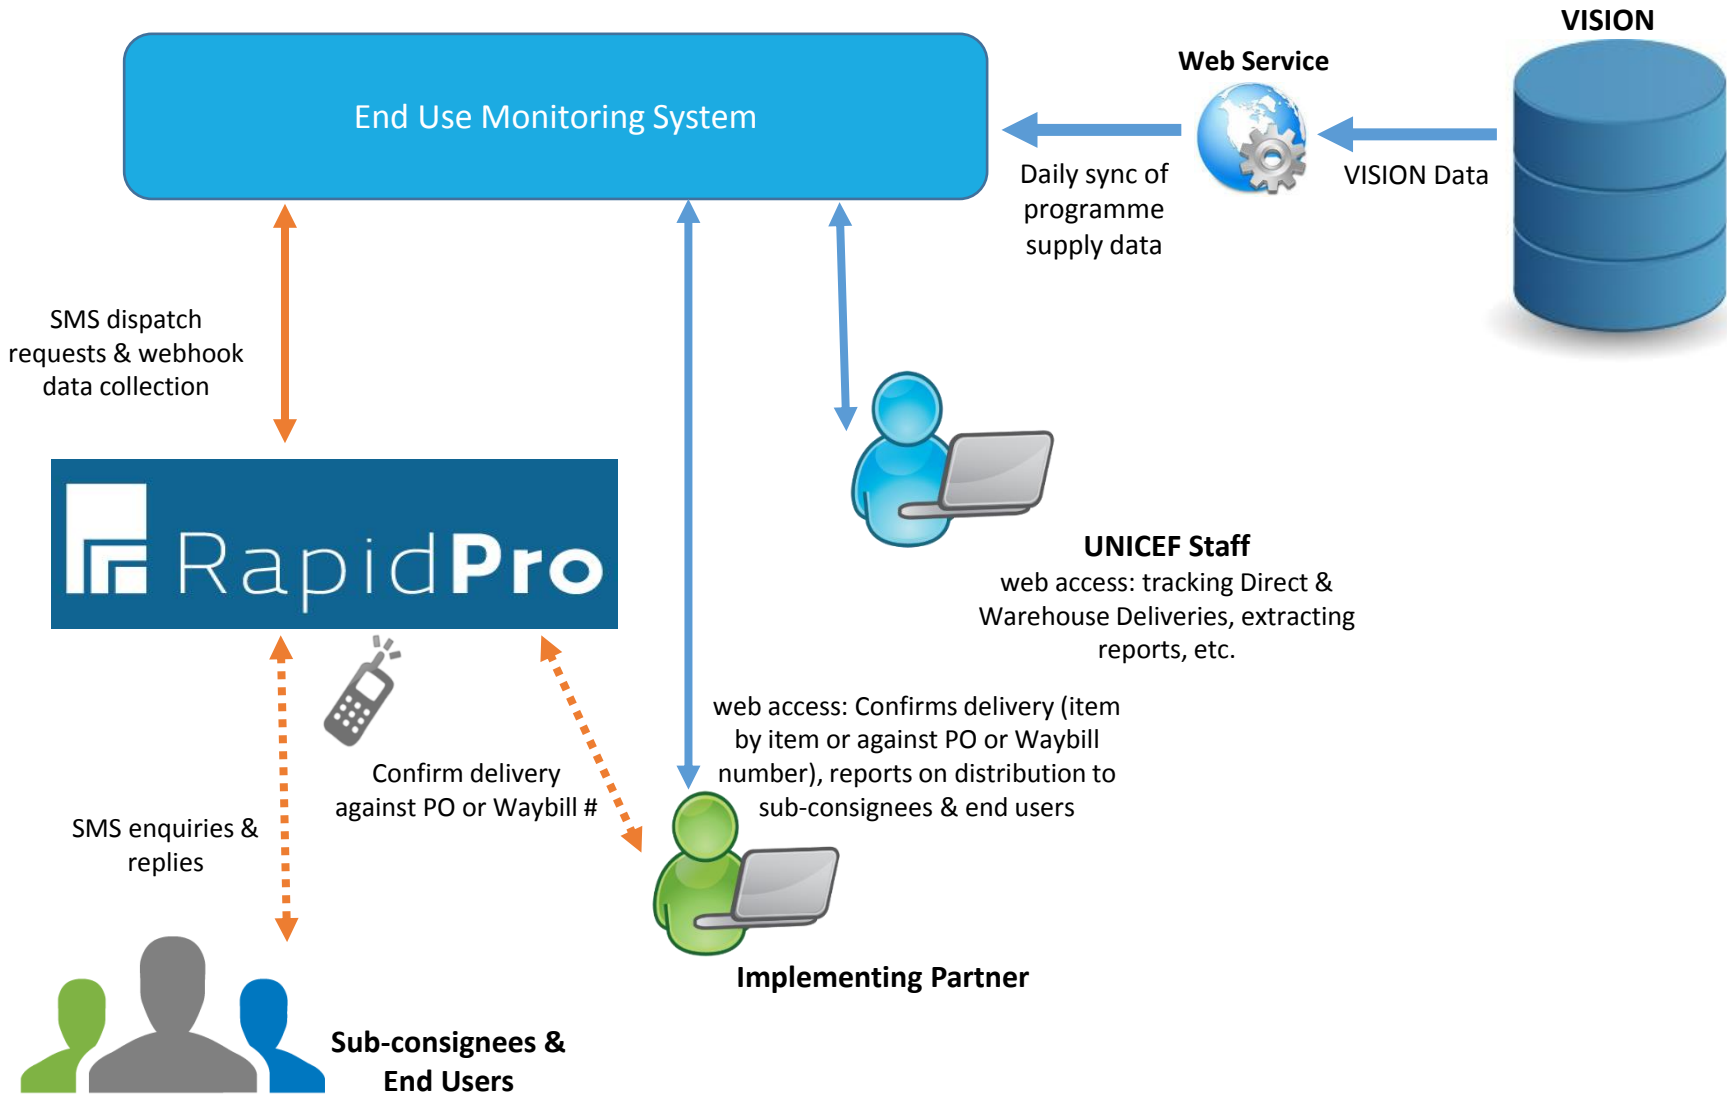 VISION
Web Service
End Use Monitoring System
Daily sync of
programme
supply data
VISION Data
SMS dispatch
requests & webhook
data collection
RapidPro
UNICEF Staff
web access: tracking Direct &
Warehouse Deliveries, extracting
reports, etc.
web access: Confirms delivery (item
by item or against PO or Waybill
number), reports on distribution to
sub-consignees & end users
Confirm delivery
against PO or Waybill #
SMS enquiries &
replies
Implementing Partner
Sub-consignees &
End Users